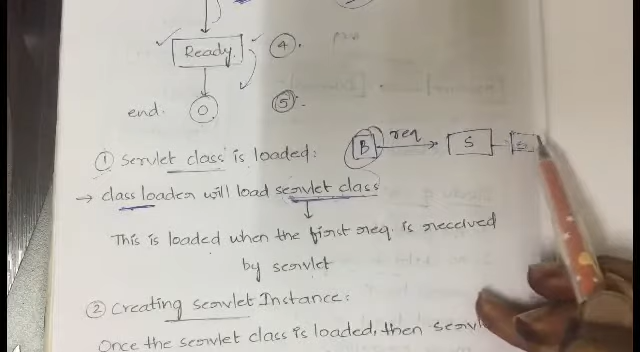 Ready.
④.
end.
0
⑤.
① Servlet class is loaded:
B req S
→ class loader will load servlet class
This is loaded when the first req. is received
by servlet
② Creating servlet Instance:
Once the servlet class is loaded, then servl